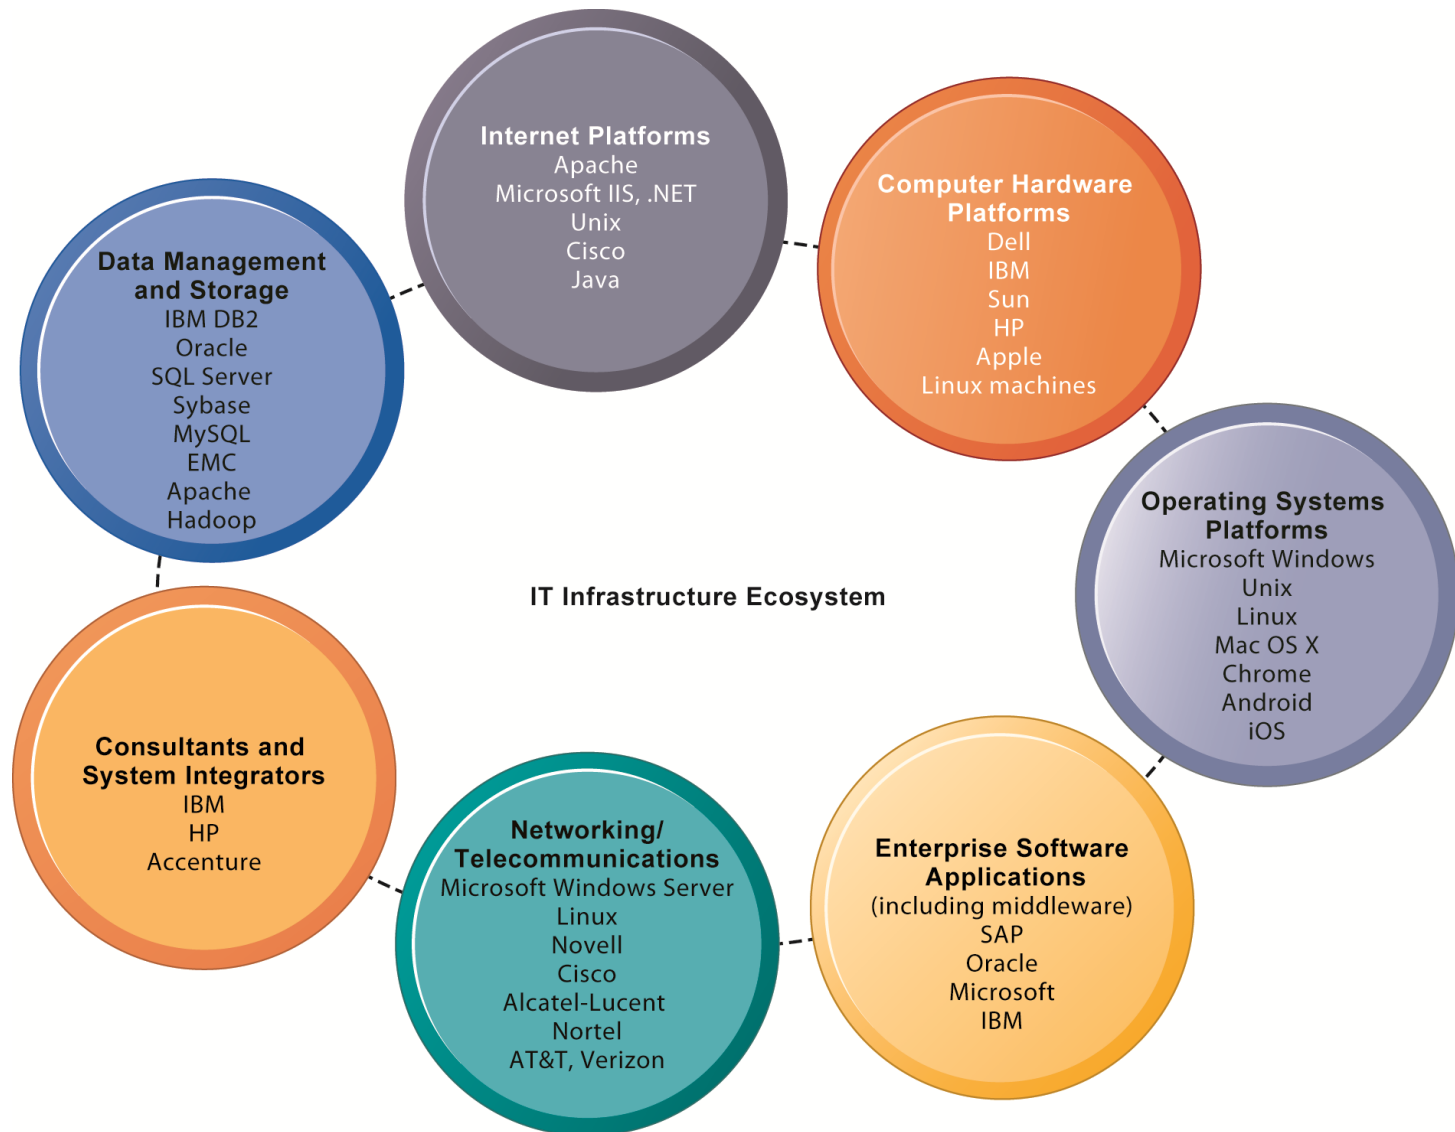 Internet Platforms
Apache
Microsoft IIS, .NET
Unix
Cisco
Java
Computer Hardware
Platforms
Dell
IBM
Sun
HP
Apple
Linux machines
Operating Systems
Platforms
Microsoft Windows
Unix
Linux
Mac OS X
Chrome
Android
iOS
Enterprise Software
Applications
(including middleware)
SAP
Oracle
Microsoft
IBM
Networking/
Telecommunications
Microsoft Windows Server
Linux
Novell
Cisco
Alcatel-Lucent
Nortel
AT&T, Verizon
Consultants and
System Integrators
IBM
HP
Accenture
Data Management
and Storage
IBM DB2
Oracle
SQL Server
Sybase
MySQL
EMC
Apache
Hadoop
IT Infrastructure Ecosystem